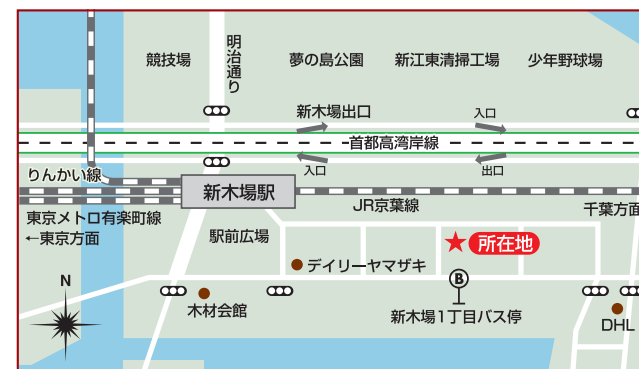 明治通り
競技場
夢の島公園
新江東清掃工場
少年野球場
新木場出口
入口
首都高湾岸線
入口
出口
りんかい線
新木場駅
JR京葉線
千葉方面
東京メトロ有楽町線
←東京方面
駅前広場
所在地
デイリーヤマザキ
B
N
木材会館
新木場1丁目バス停
DHL